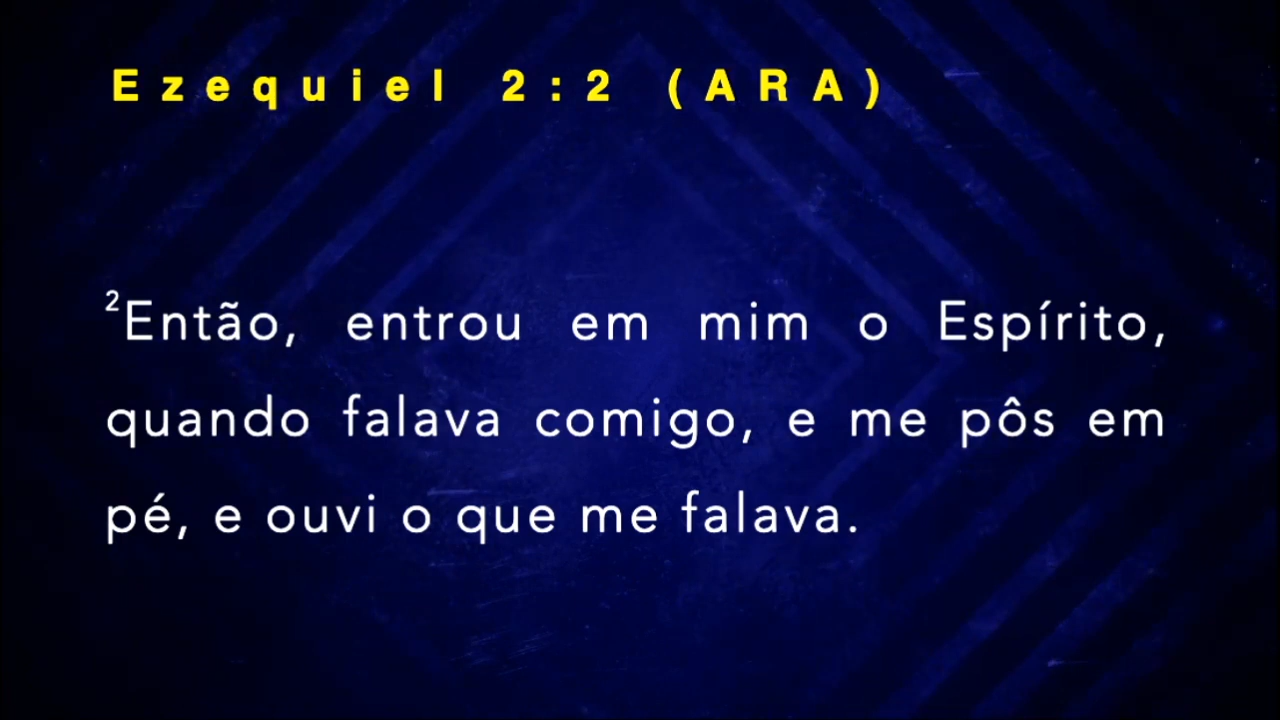 Ezequiel 2:2 (ARA)
²Então, entrou em mim o Espírito,
quando falava comigo, e me pôs em
pé, e ouvi o que me falava.